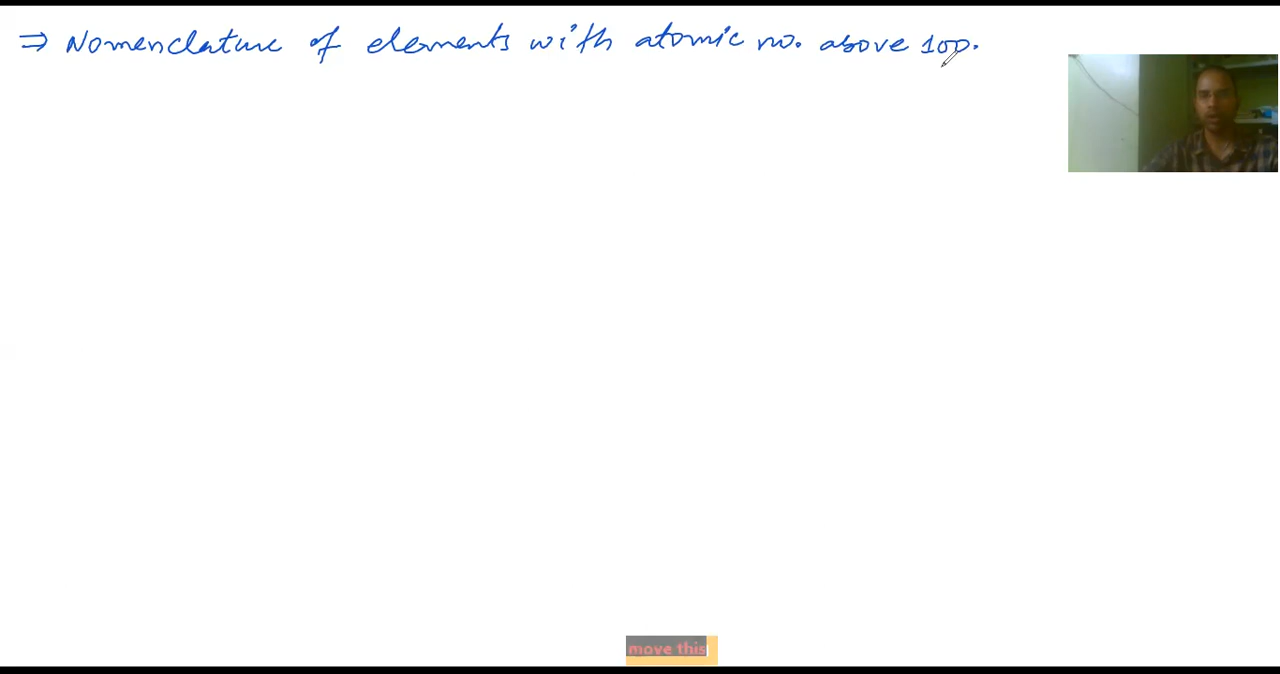 ⇒ Nomenclature of elements with atomic no. above 100.
move this